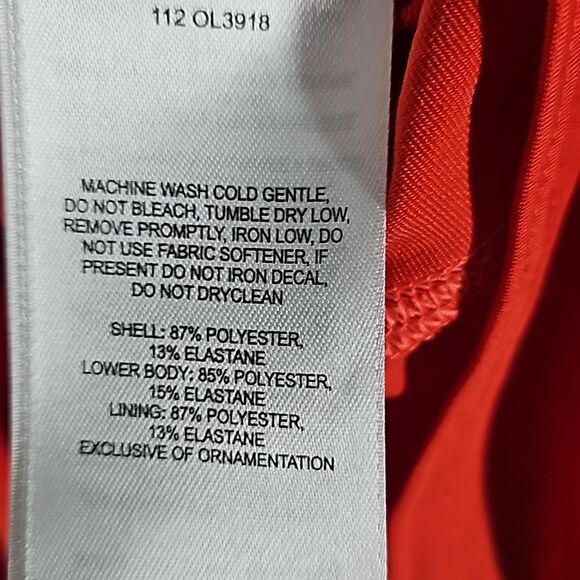 112 OL3918
MACHINE WASH COLD GENTLE,
DO NOT BLEACH, TUMBLE DRY LOW,
REMOVE PROMPTLY, IRON LOW, DO
NOT USE FABRIC SOFTENER, IF
PRESENT DO NOT IRON DECAL,
DO NOT DRYCLEAN
SHELL: 87% POLYESTER,
13% ELASTANE
LOWER BODY: 85% POLYESTER,
15% ELASTANE
LINING: 87% POLYESTER,
13% ELASTANE
EXCLUSIVE OF ORNAMENTATION